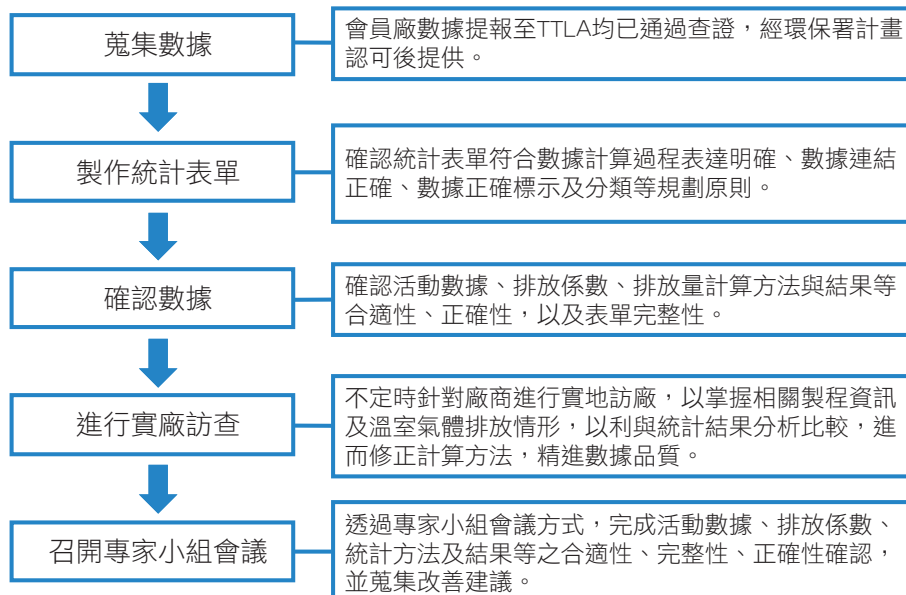 蒐集數據
會員廠數據提報至TTLA均已通過查證，經環保署計畫
認可後提供。
製作統計表單
確認統計表單符合數據計算過程表達明確、數據連結
正確、數據正確標示及分類等規劃原則。
確認數據
確認活動數據、排放係數、排放量計算方法與結果等
合適性、正確性，以及表單完整性。
進行實廠訪查
不定時針對廠商進行實地訪廠，以掌握相關製程資訊
及溫室氣體排放情形，以利與統計結果分析比較，進
而修正計算方法，精進數據品質。
召開專家小組會議
透過專家小組會議方式，完成活動數據、排放係數、
統計方法及結果等之合適性、完整性、正確性確認，
並蒐集改善建議。